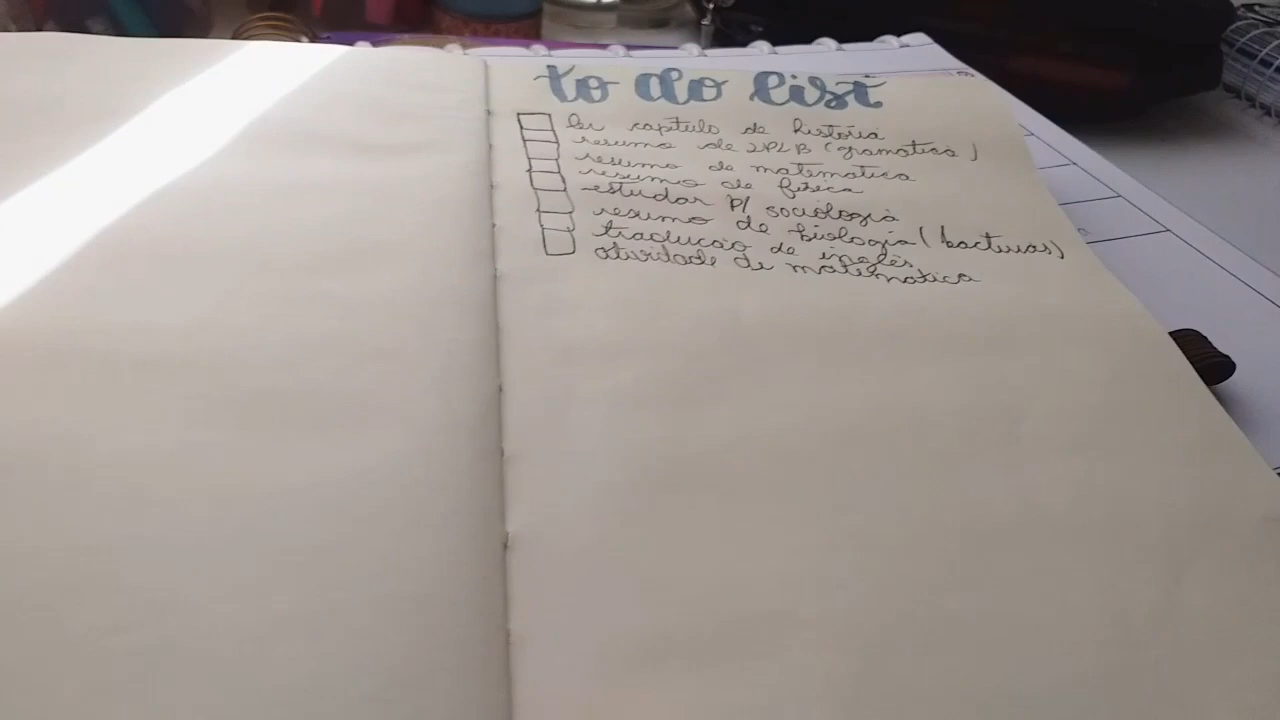 to do list
ler capítulo de história
resumo de LPLB (gramática)
resumo de matemática
resumo de física
estudar p/ sociologia
resumo de biologia (bactérias)
tradução de inglês
atividade de matemática